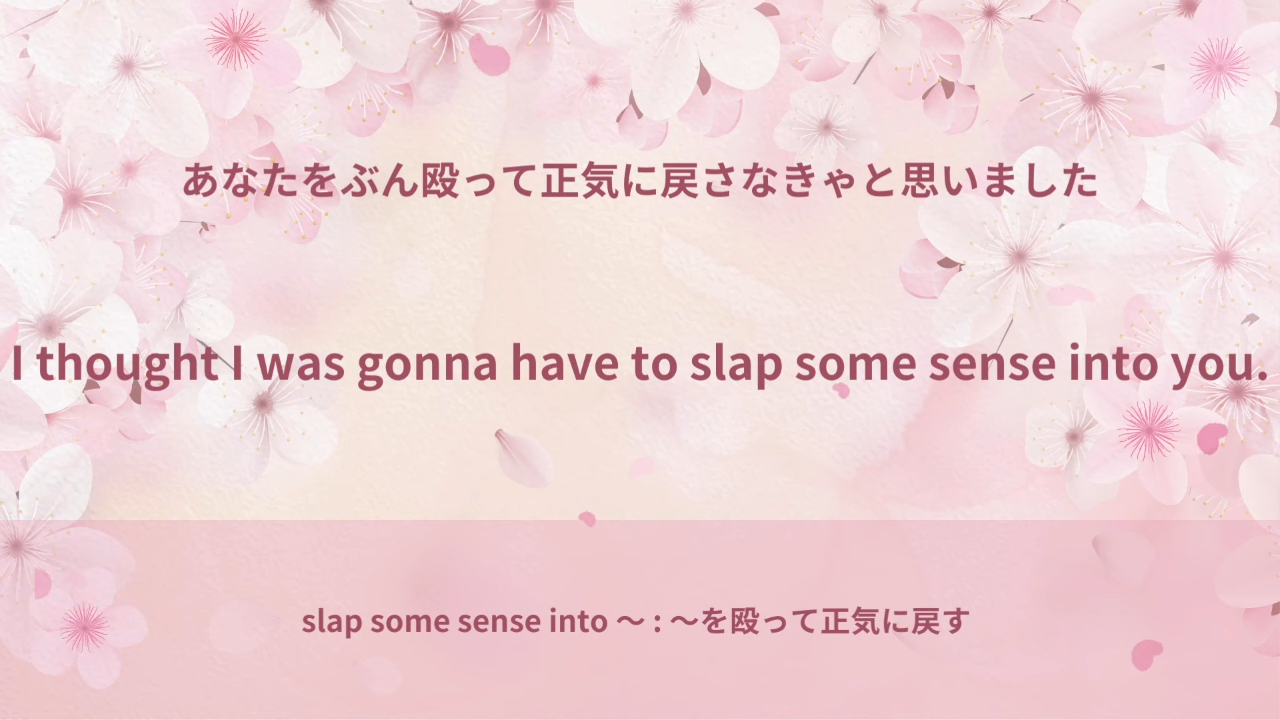 あなたをぶん殴って正気に戻さなきゃと思いました
I thought I was gonna have to slap some sense into you.
slap some sense into 〜 : 〜を殴って正気に戻す